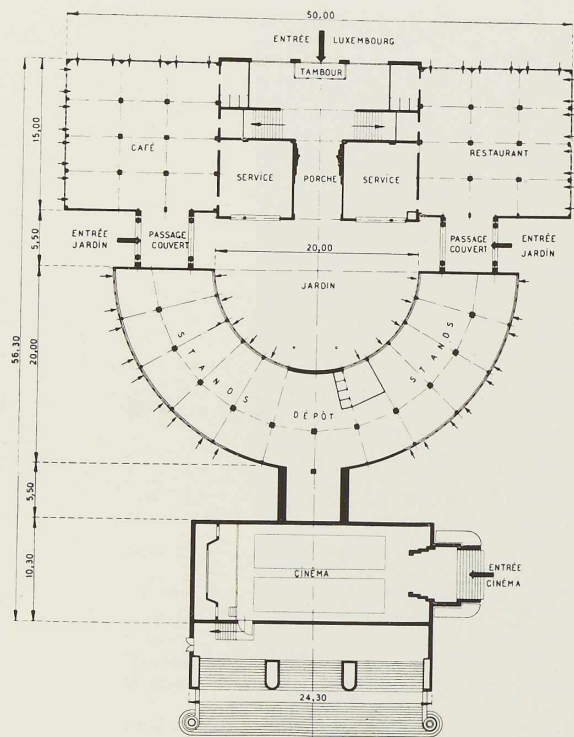 50,00
ENTRÉE LUXEMBOURG
TAMBOUR
15,00
CAFÉ
RESTAURANT
SERVICE
PORCHE
SERVICE
5,50
ENTRÉE
JARDIN
PASSAGE
COUVERT
20,00
PASSAGE
COUVERT
ENTRÉE
JARDIN
JARDIN
56,30
20,00
STANDS
STANDS
DÉPÔT
5,50
10,30
CINÉMA
ENTRÉE
CINÉMA
24,30